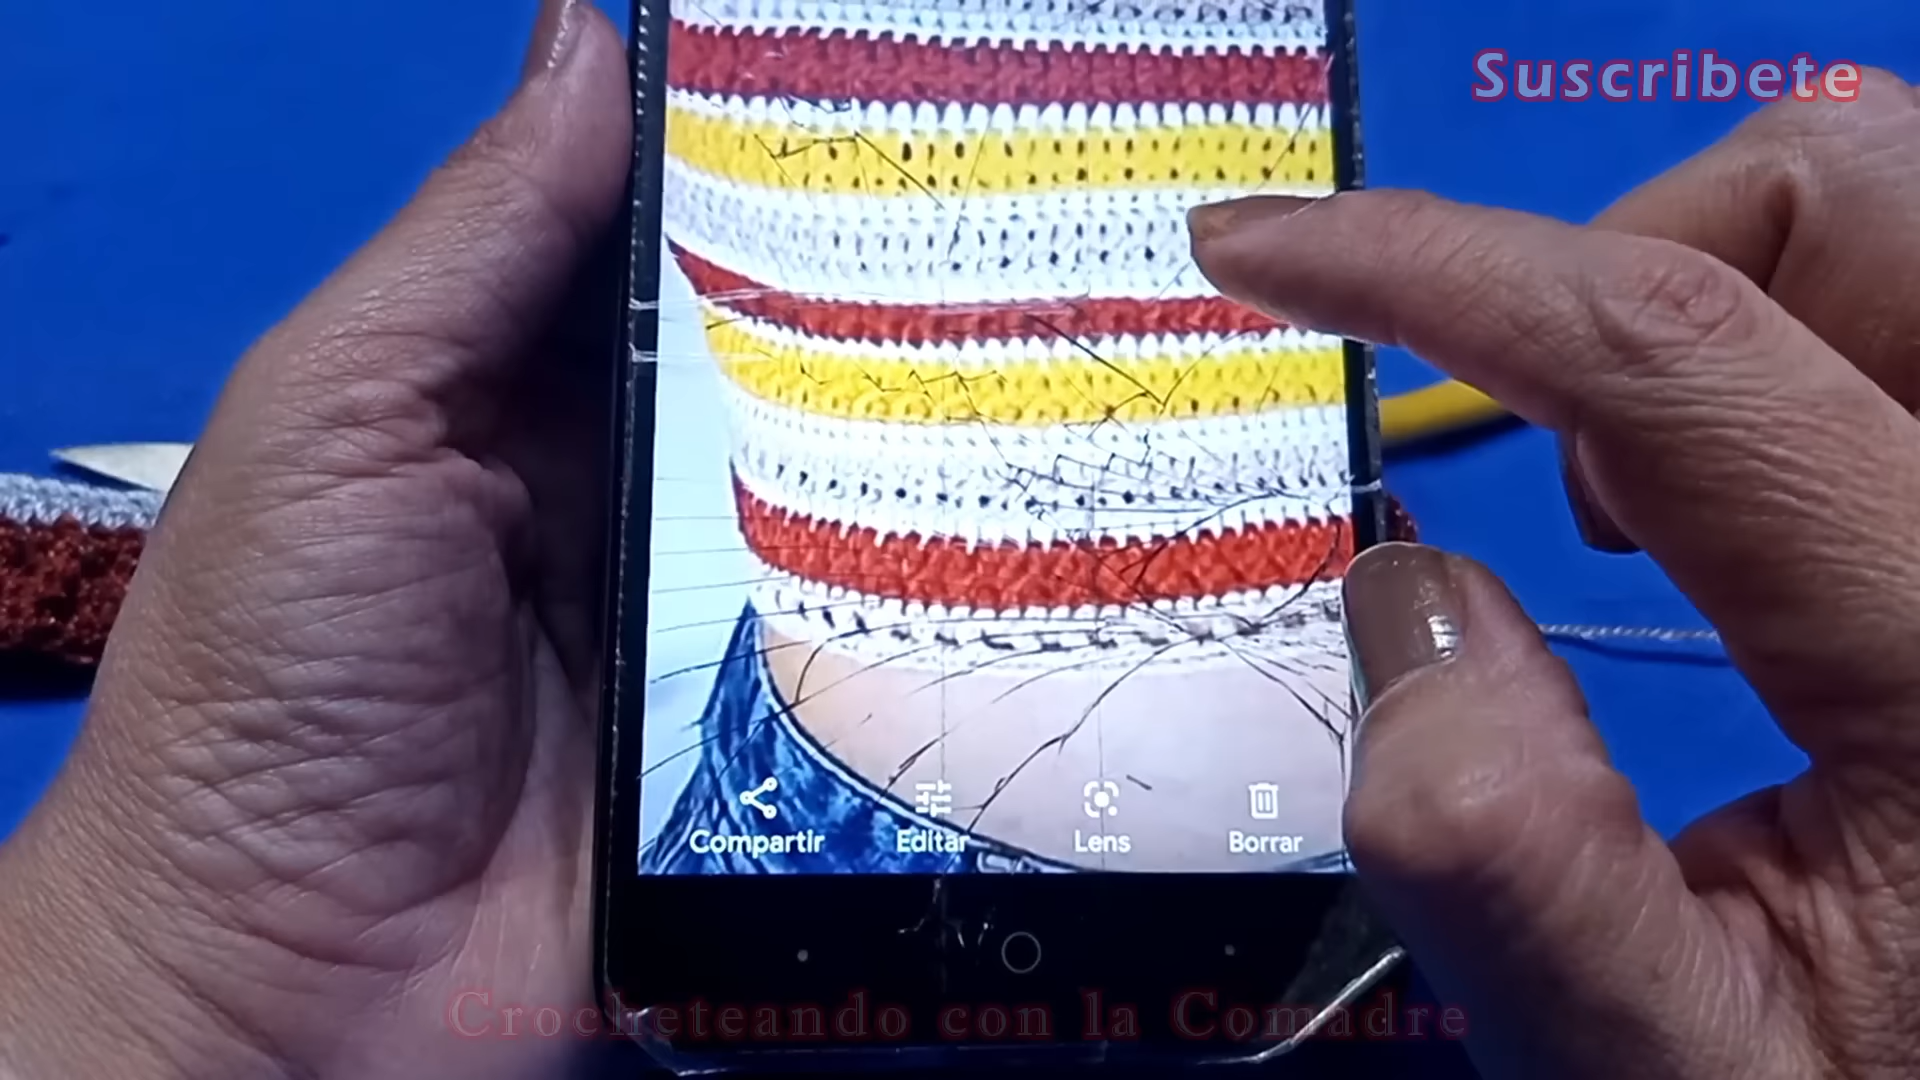 Suscribete
Compartir
Editar
Lens
Borrar
Crocheteando con la Comadre